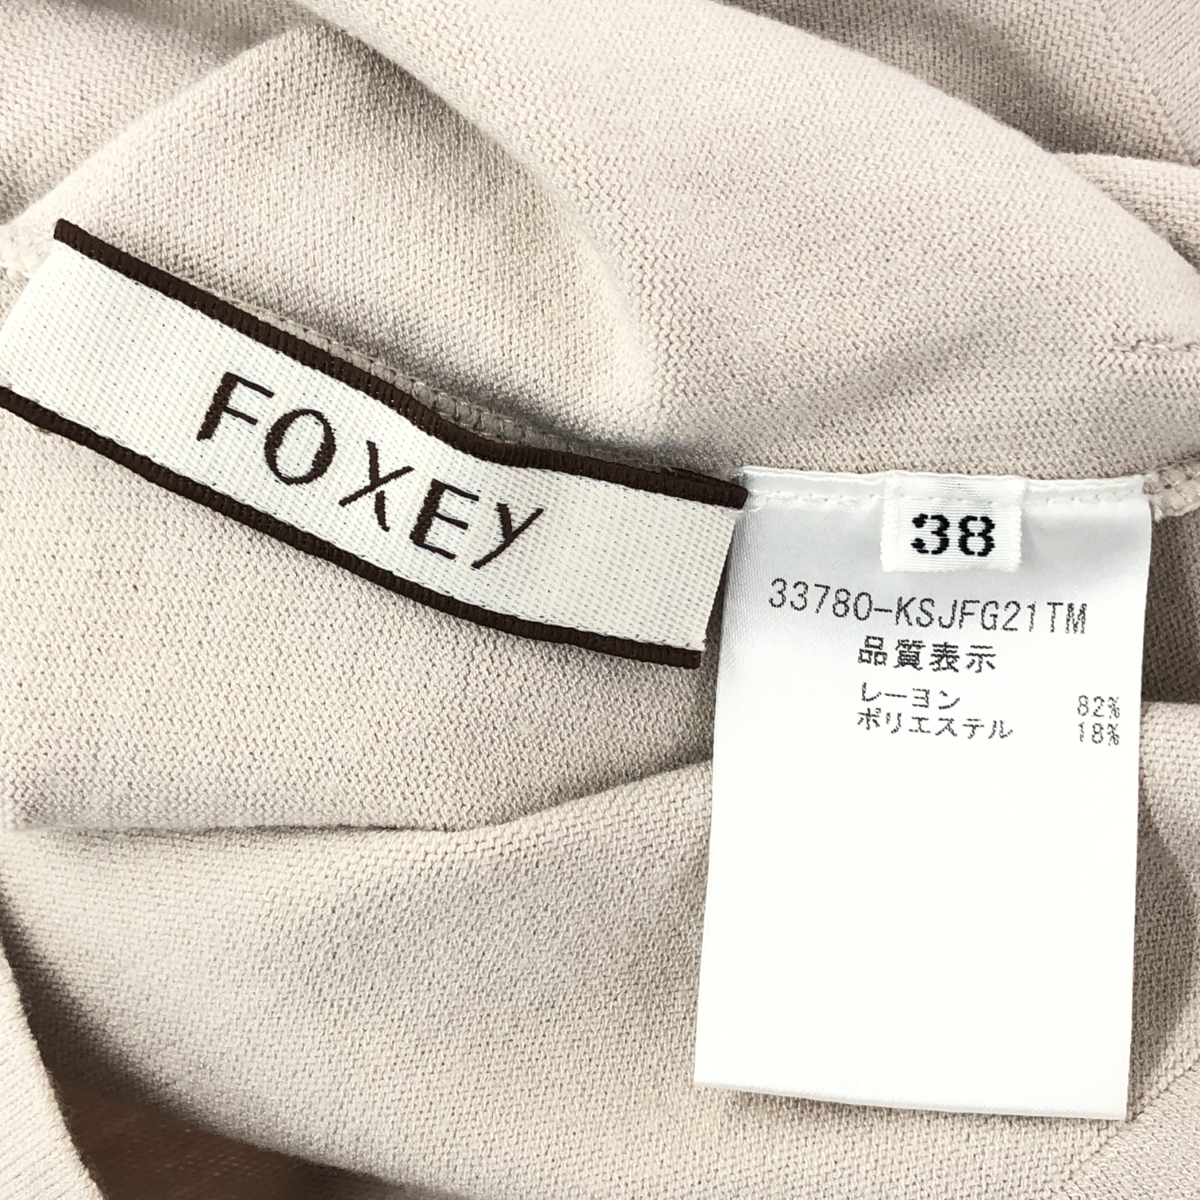 FOXEY
38
33780-KSJFG21TM
品質表示
レーヨン 82%
ポリエステル 18%